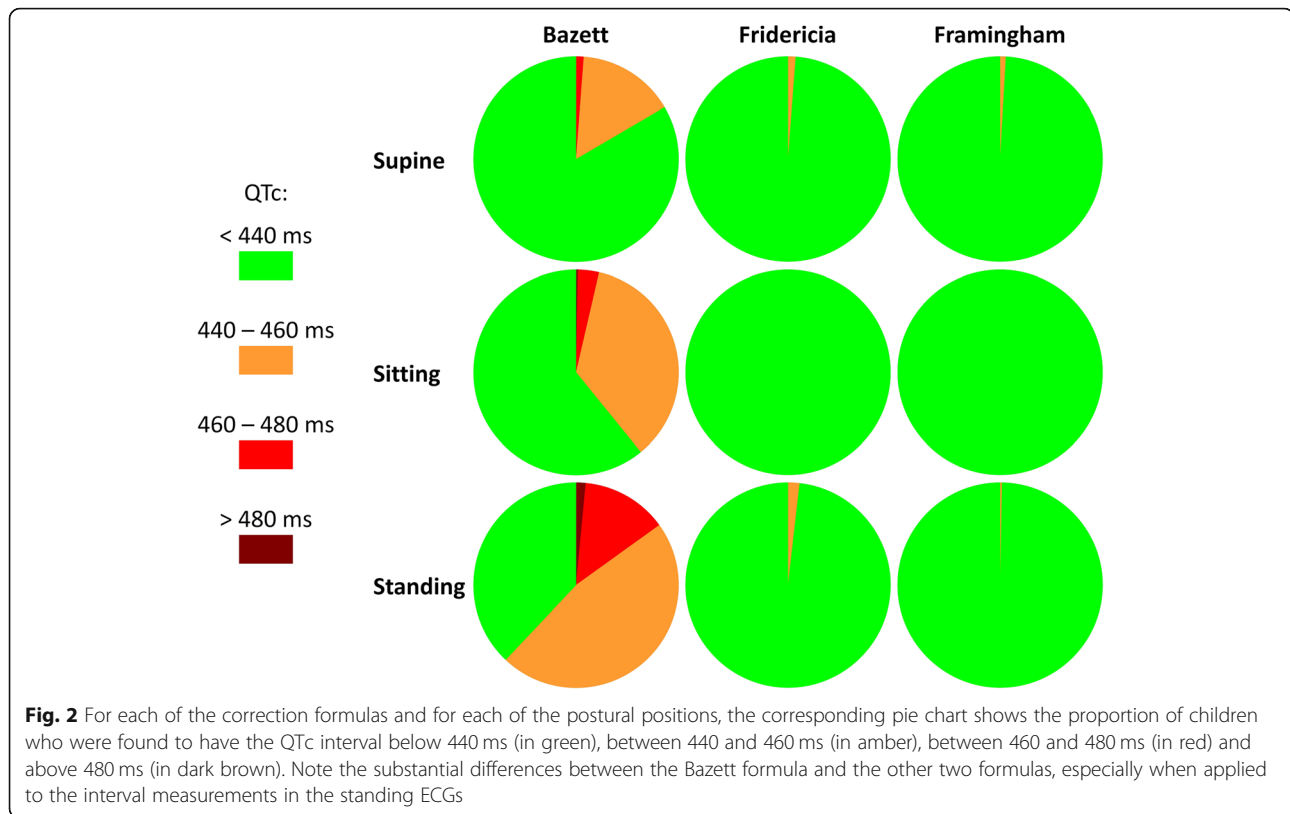 Bazett Fridericia Framingham
Supine
QTc:
< 440 ms
440 – 460 ms
Sitting
460 – 480 ms
> 480 ms
Standing
Fig. 2 For each of the correction formulas and for each of the postural positions, the corresponding pie chart shows the proportion of children
who were found to have the QTc interval below 440 ms (in green), between 440 and 460 ms (in amber), between 460 and 480 ms (in red) and
above 480 ms (in dark brown). Note the substantial differences between the Bazett formula and the other two formulas, especially when applied
to the interval measurements in the standing ECGs